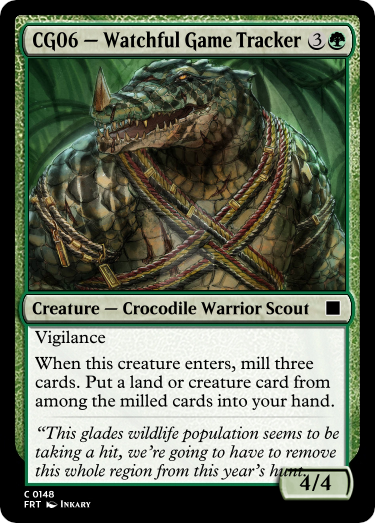 CG06 — Watchful Game Tracker 3
Creature — Crocodile Warrior Scout
Vigilance
When this creature enters, mill three
cards. Put a land or creature card from
among the milled cards into your hand.
“This glades wildlife population seems to be
taking a hit, we’re going to have to remove
this whole region from this year’s hunt.
4/4
C 0148
FRT Inkary